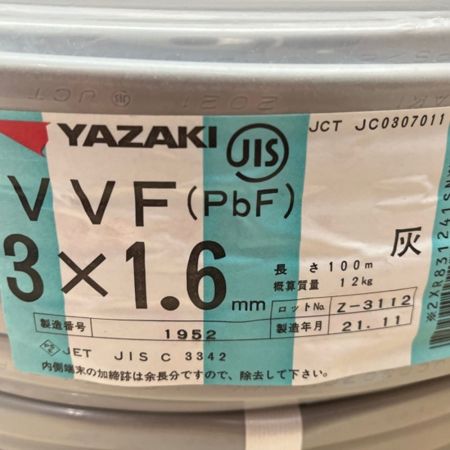 JCT JIS 2021
YAZAKI JIS JCT JC0307011
VVF(PbF)
3×1.6mm
灰
長さ100m
概算質量 12kg
ロットNo. Z-3112
製造番号 1952 製造年月 21.11
JET JIS C 3342
内側端末の加締跡は余長分ですので、除去して下さい。